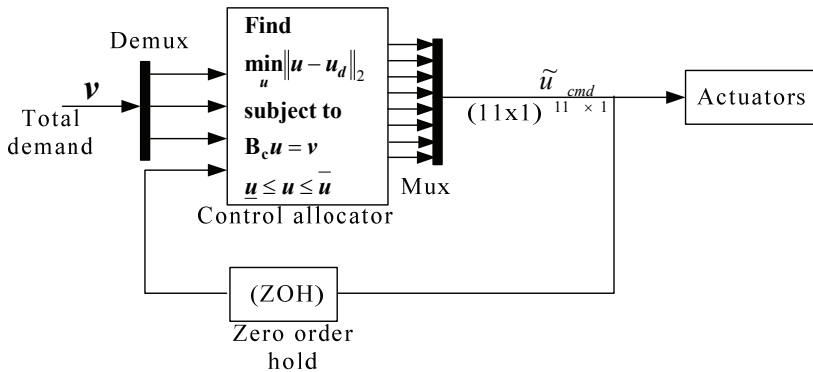 Demux
v
Total
demand
Find
min ‖u − u_d‖₂
u
subject to
B_c u = v
u ≤ u ≤ u̅
Control allocator
Mux
ũ_cmd
(11x1) 11 × 1
Actuators
(ZOH)
Zero order
hold